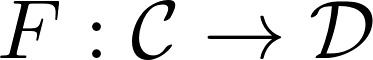 F : 𝒞 → 𝒟